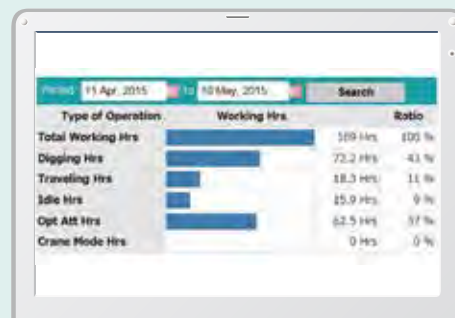 Period 11 Apr, 2015 to 10 May, 2015 Search
Type of Operation Working Hrs Ratio
Total Working Hrs 169 Hrs 100 %
Digging Hrs 72.2 Hrs 43 %
Traveling Hrs 18.3 Hrs 11 %
Idle Hrs 15.9 Hrs 9 %
Opt Att Hrs 62.5 Hrs 37 %
Crane Mode Hrs 0 Hrs 0 %